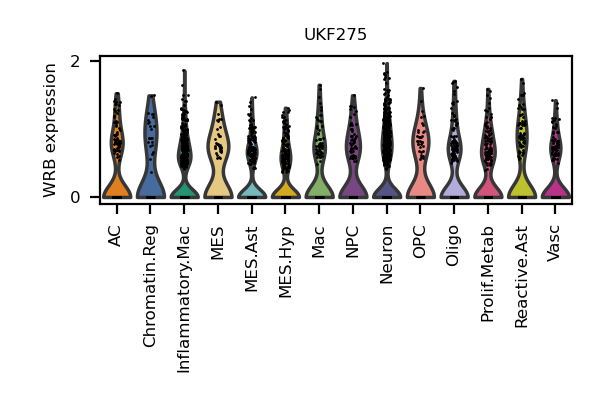 UKF275
WRB expression
2
0
AC
Chromatin.Reg
Inflammatory.Mac
MES
MES.Ast
MES.Hyp
Mac
NPC
Neuron
OPC
Oligo
Prolif.Metab
Reactive.Ast
Vasc